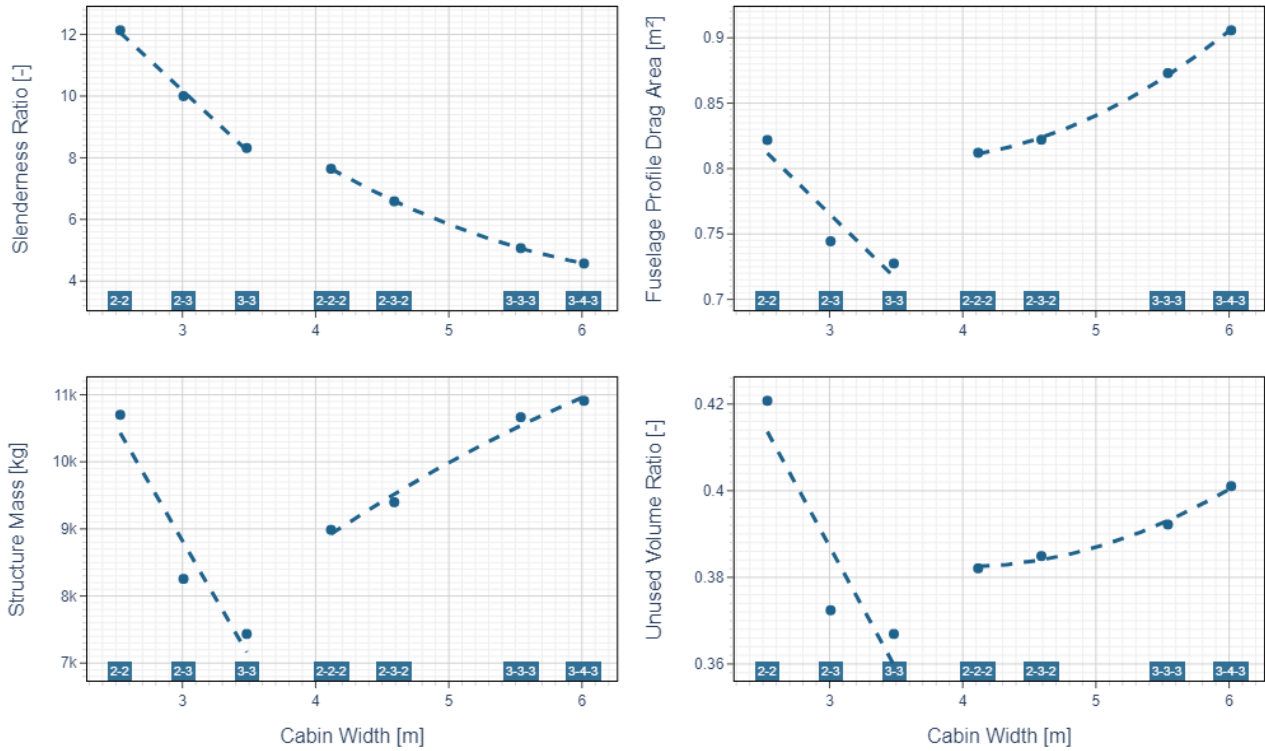 Slenderness Ratio [-]
12
10
8
6
4
2-2 2-3 3-3 2-2-2 2-3-2 3-3-3 3-4-3
3 4 5 6
Fuselage Profile Drag Area [m²]
0.9
0.85
0.8
0.75
0.7
2-2 2-3 3-3 2-2-2 2-3-2 3-3-3 3-4-3
3 4 5 6
Structure Mass [kg]
11k
10k
9k
8k
7k
2-2 2-3 3-3 2-2-2 2-3-2 3-3-3 3-4-3
3 4 5 6
Cabin Width [m]
Unused Volume Ratio [-]
0.42
0.4
0.38
0.36
2-2 2-3 3-3 2-2-2 2-3-2 3-3-3 3-4-3
3 4 5 6
Cabin Width [m]